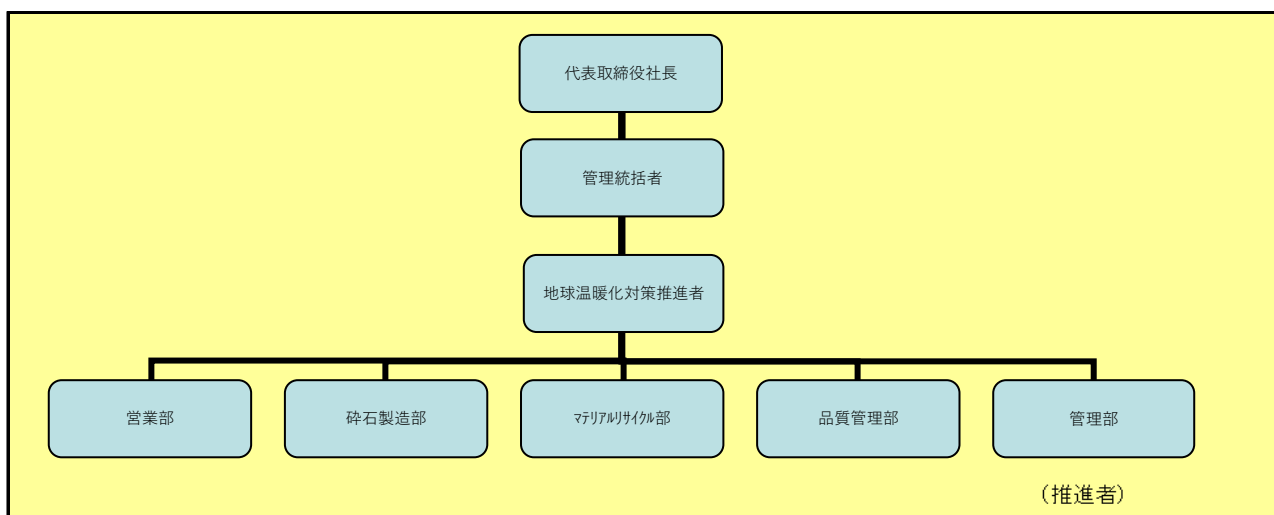 代表取締役社長
管理統括者
地球温暖化対策推進者
営業部
砕石製造部
ﾏﾃﾘｱﾙﾘｻｲｸﾙ部
品質管理部
管理部
（推進者）